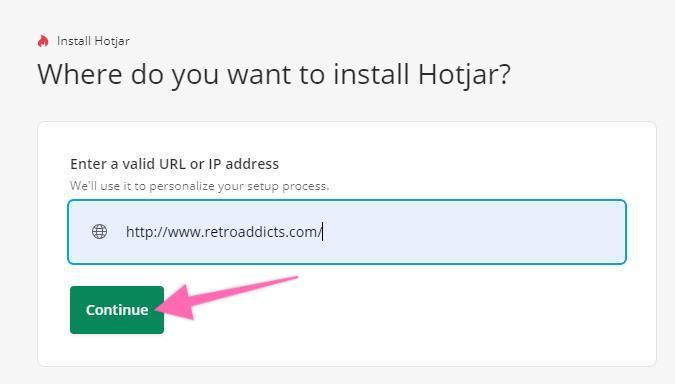 Install Hotjar
Where do you want to install Hotjar?
Enter a valid URL or IP address
We'll use it to personalize your setup process.
http://www.retroaddicts.com/
Continue